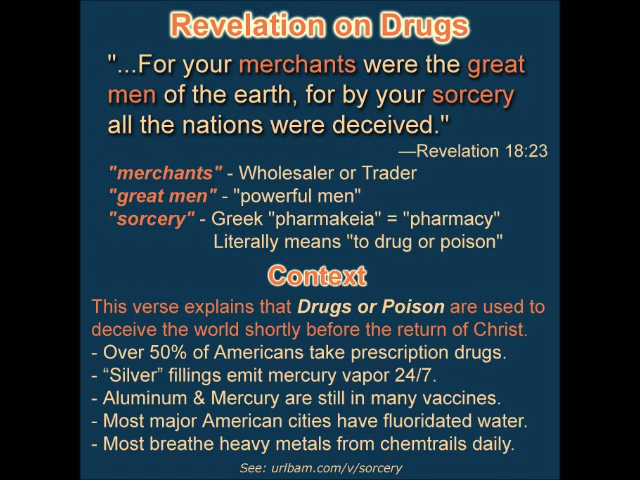 Revelation on Drugs
"...For your merchants were the great
men of the earth, for by your sorcery
all the nations were deceived."
—Revelation 18:23
"merchants" - Wholesaler or Trader
"great men" - "powerful men"
"sorcery" - Greek "pharmakeia" = "pharmacy"
Literally means "to drug or poison"
Context
This verse explains that Drugs or Poison are used to
deceive the world shortly before the return of Christ.
- Over 50% of Americans take prescription drugs.
- “Silver” fillings emit mercury vapor 24/7.
- Aluminum & Mercury are still in many vaccines.
- Most major American cities have fluoridated water.
- Most breathe heavy metals from chemtrails daily.
See: urlbam.com/v/sorcery